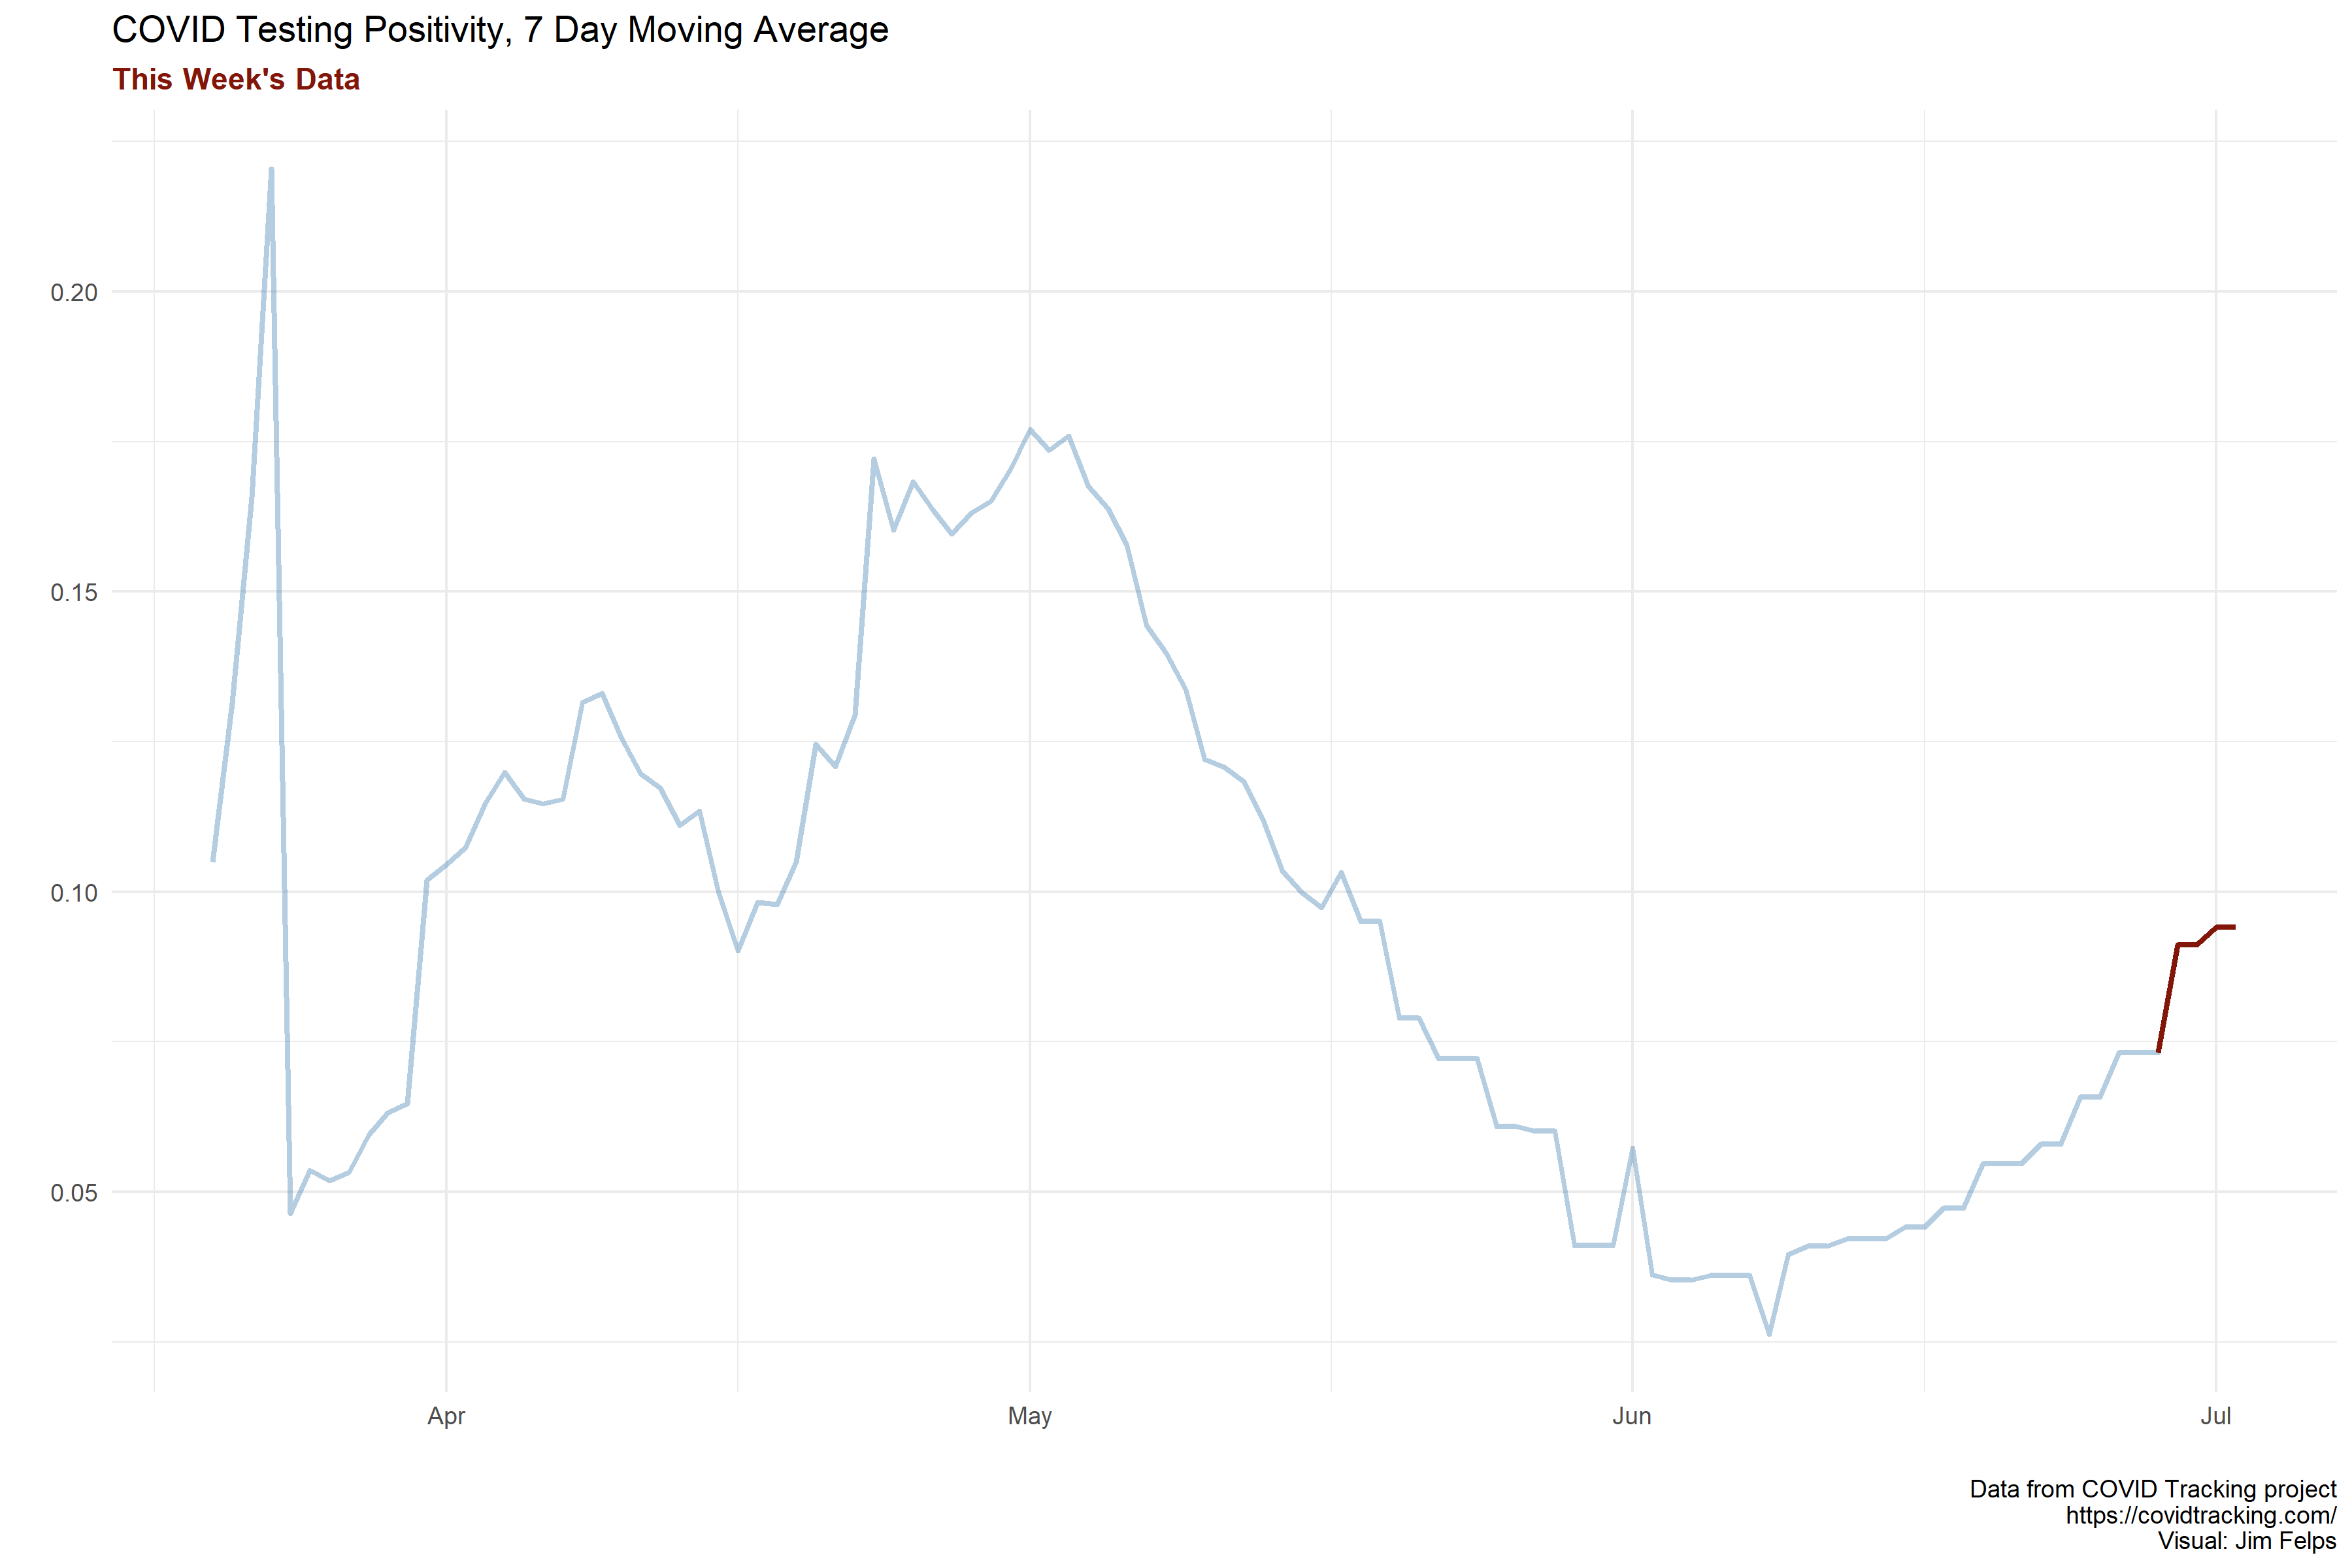 COVID Testing Positivity, 7 Day Moving Average
This Week's Data
0.20
0.15
0.10
0.05
Apr
May
Jun
Jul
Data from COVID Tracking project
https://covidtracking.com/
Visual: Jim Felps